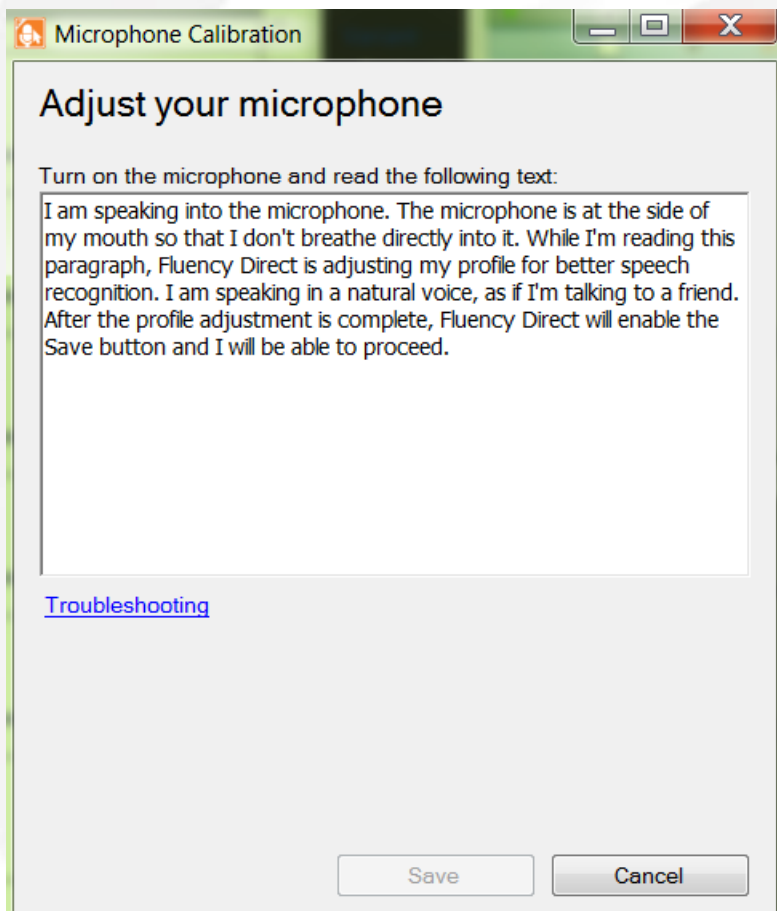 Microphone Calibration
Adjust your microphone
Turn on the microphone and read the following text:
I am speaking into the microphone. The microphone is at the side of
my mouth so that I don't breathe directly into it. While I'm reading this
paragraph, Fluency Direct is adjusting my profile for better speech
recognition. I am speaking in a natural voice, as if I'm talking to a friend.
After the profile adjustment is complete, Fluency Direct will enable the
Save button and I will be able to proceed.
Troubleshooting
Save
Cancel